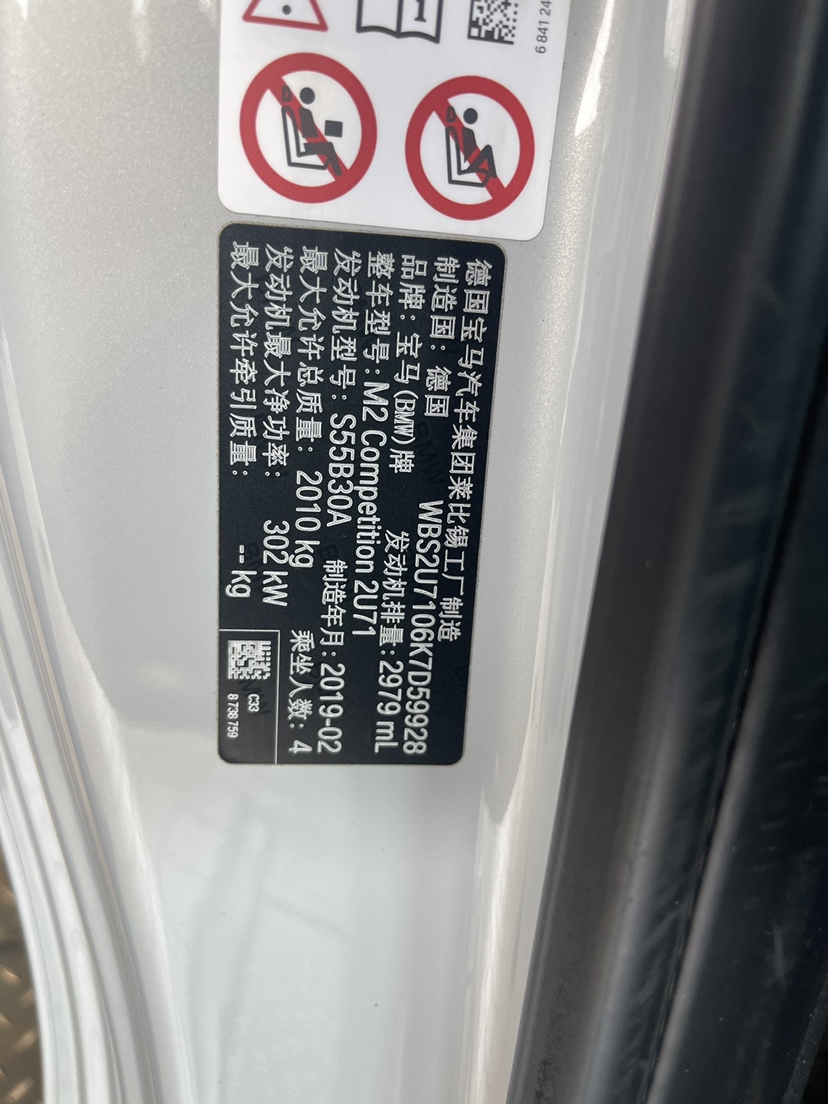 6 841 24
德国宝马汽车集团莱比锡工厂制造
制造国：德国 WBS2U7106K7D59928
品牌：宝马(BMW)牌 发动机排量:2979 mL
整车型号:M2 Competition 2U71
发动机型号：S55B30A 制造年月:2019-02
最大允许总质量：2010 kg 乘坐人数: 4
发动机最大净功率: 302 kW
最大允许牵引质量: -- kg
C33
8 738 759